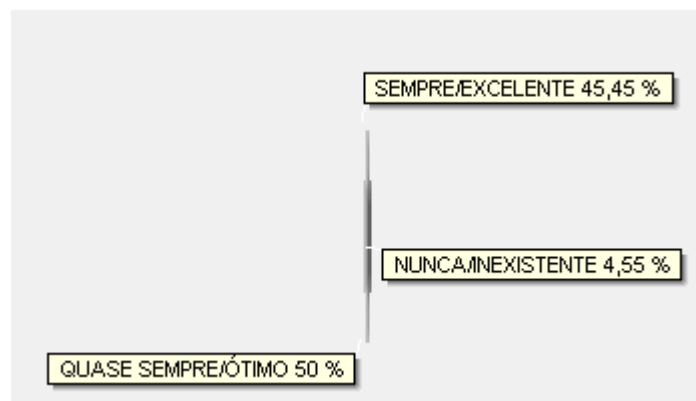 SEMPRE/EXCELENTE 45,45 %
NUNCA/INEXISTENTE 4,55 %
QUASE SEMPRE/ÓTIMO 50 %